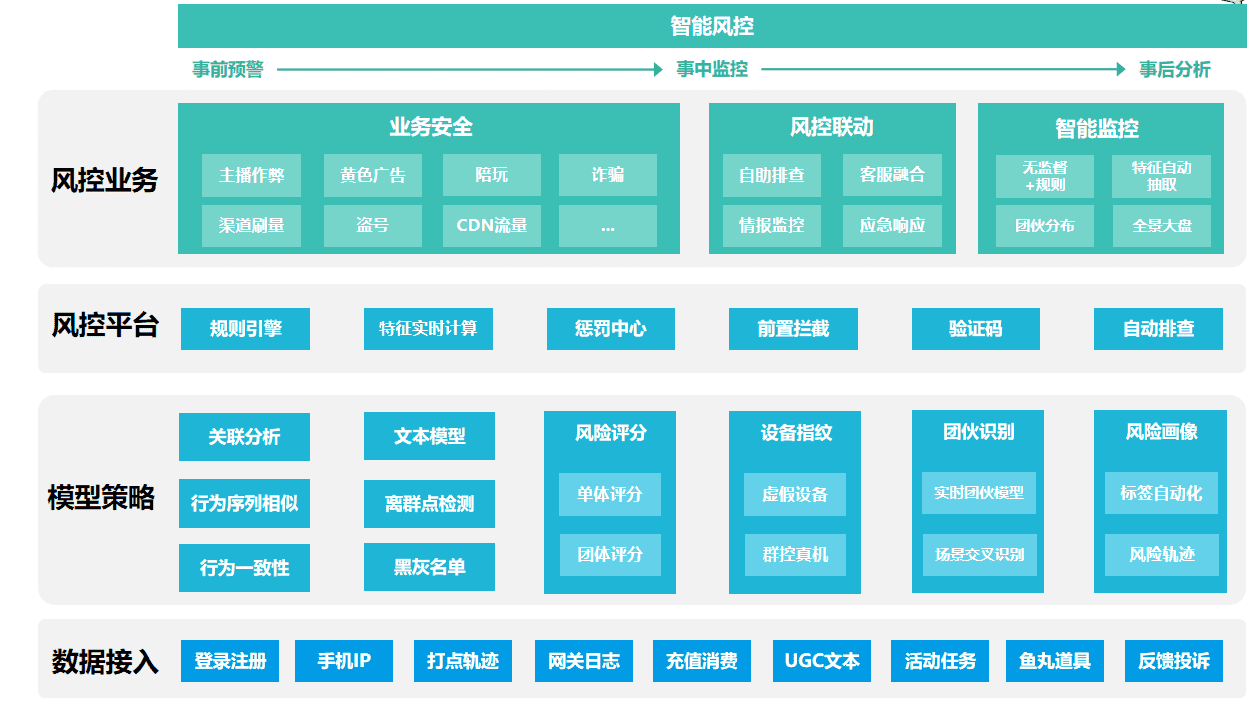 智能风控
事前预警
事中监控
事后分析
风控业务
业务安全
主播作弊
黄色广告
陪玩
诈骗
渠道刷量
盗号
CDN流量
...
风控联动
自助排查
客服融合
情报监控
应急响应
智能监控
无监督
+规则
特征自动
抽取
团伙分布
全景大盘
风控平台
规则引擎
特征实时计算
惩罚中心
前置拦截
验证码
自动排查
模型策略
关联分析
文本模型
行为序列相似
离群点检测
行为一致性
黑灰名单
风险评分
单体评分
团体评分
设备指纹
虚假设备
群控真机
团伙识别
实时团伙模型
场景交叉识别
风险画像
标签自动化
风险轨迹
数据接入
登录注册
手机IP
打点轨迹
网关日志
充值消费
UGC文本
活动任务
鱼丸道具
反馈投诉